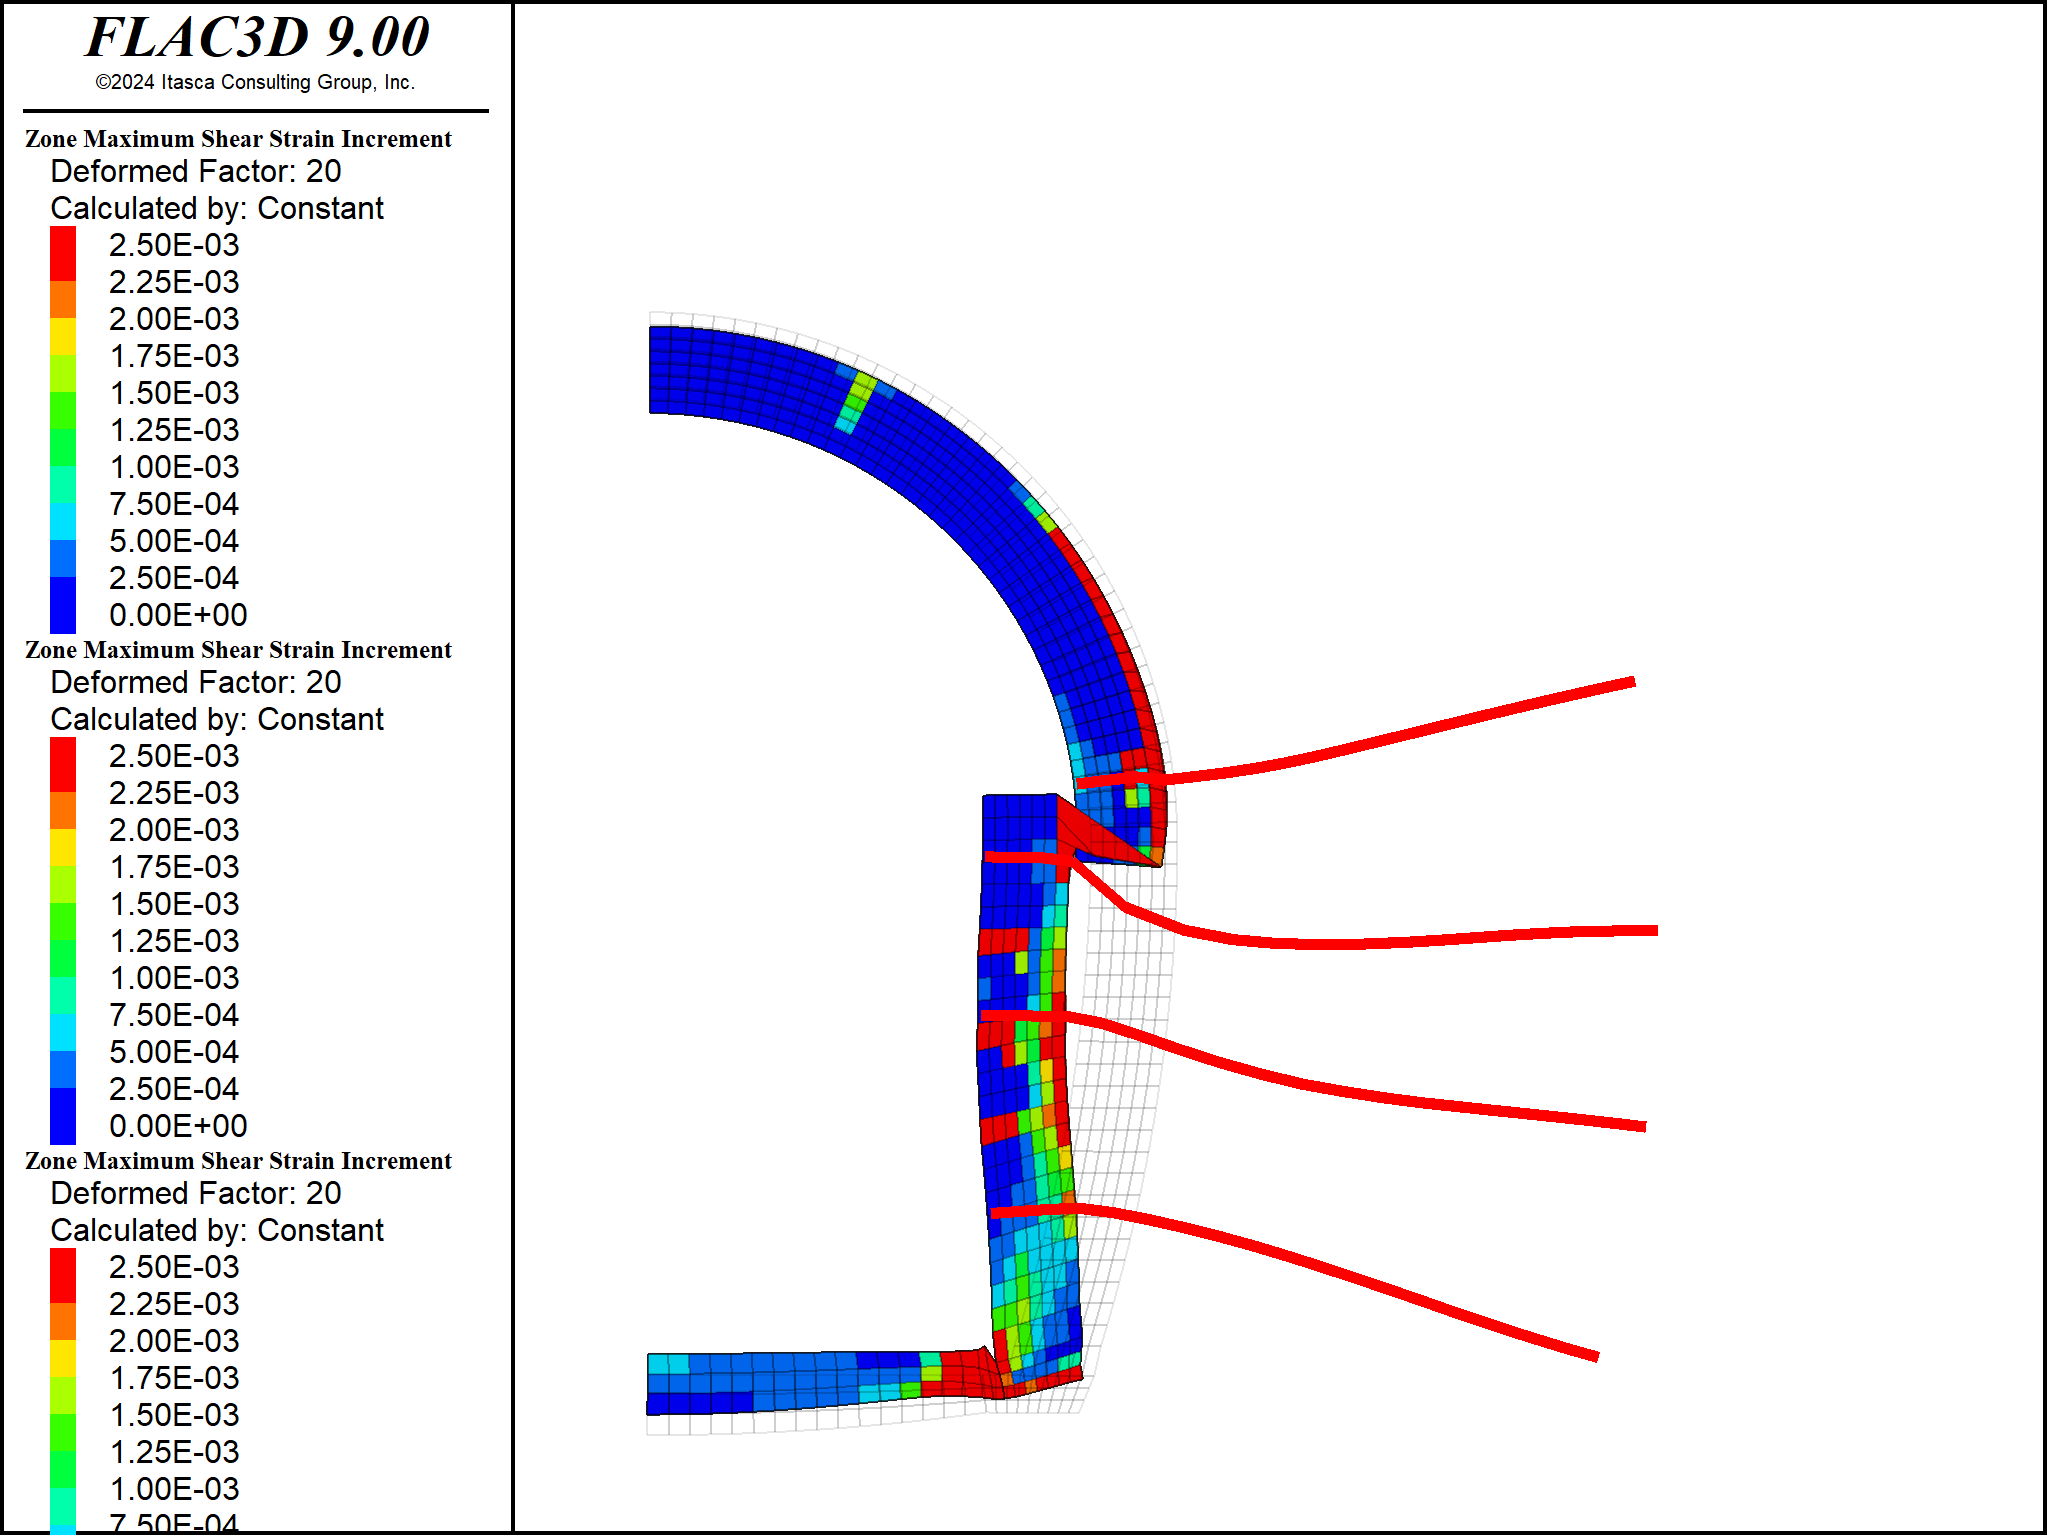 FLAC3D 9.00
©2024 Itasca Consulting Group, Inc.
Zone Maximum Shear Strain Increment
Deformed Factor: 20
Calculated by: Constant
2.50E-03
2.25E-03
2.00E-03
1.75E-03
1.50E-03
1.25E-03
1.00E-03
7.50E-04
5.00E-04
2.50E-04
0.00E+00
Zone Maximum Shear Strain Increment
Deformed Factor: 20
Calculated by: Constant
2.50E-03
2.25E-03
2.00E-03
1.75E-03
1.50E-03
1.25E-03
1.00E-03
7.50E-04
5.00E-04
2.50E-04
0.00E+00
Zone Maximum Shear Strain Increment
Deformed Factor: 20
Calculated by: Constant
2.50E-03
2.25E-03
2.00E-03
1.75E-03
1.50E-03
1.25E-03
1.00E-03
7.50E-04